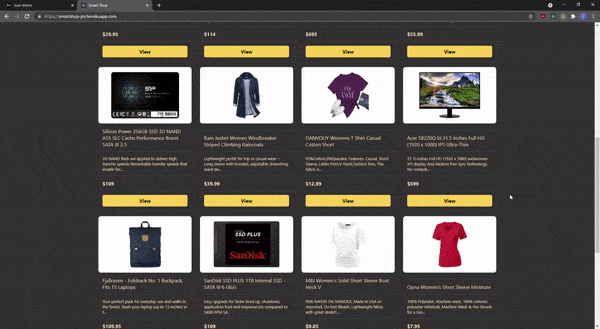 Juan Worm
Smart Shop
https://smartshop-jm.herokuapp.com
$29.95
$114
$695
$55.99
View
View
View
View
Silicon Power 256GB SSD 3D NAND
A55 SLC Cache Performance Boost
SATA III 2.5
Rain Jacket Women Windbreaker
Striped Climbing Raincoats
DANVOUY Womens T Shirt Casual
Cotton Short
Acer SB220Q bi 21.5 inches Full HD
(1920 x 1080) IPS Ultra-Thin
3D NAND flash are applied to deliver high
transfer speeds Remarkable transfer speeds that
enable fas...
Lightweight perfet for trip or casual wear---
Long sleeve with hooded, adjustable drawstring
waist de...
95%Cotton,5%Spandex, Features: Casual, Short
Sleeve, Letter Print,V-Neck,Fashion Tees, The
fabric is so...
21. 5 inches Full HD (1920 x 1080) widescreen
IPS display And Radeon free Sync technology.
No compat...
$109
$39.99
$12.99
$599
View
View
View
View
SSD PLUS
SanDisk
Fjallraven - Foldsack No. 1 Backpack,
Fits 15 Laptops
SanDisk SSD PLUS 1TB Internal SSD
- SATA III 6 Gb/s
MBJ Women's Solid Short Sleeve Boat
Neck V
Opna Women's Short Sleeve Moisture
Your perfect pack for everyday use and walks in
the forest. Stash your laptop (up to 15 inches) in
t...
Easy upgrade for faster boot up, shutdown,
application load and response (As compared to
5400 RPM SA...
95% RAYON 5% SPANDEX, Made in USA or
Imported, Do Not Bleach, Lightweight fabric
with great stretch ...
100% Polyester, Machine wash, 100% cationic
polyester interlock, Machine Wash & Pre Shrunk
for a Gre...
$109.95
$109
$9.85
$7.95